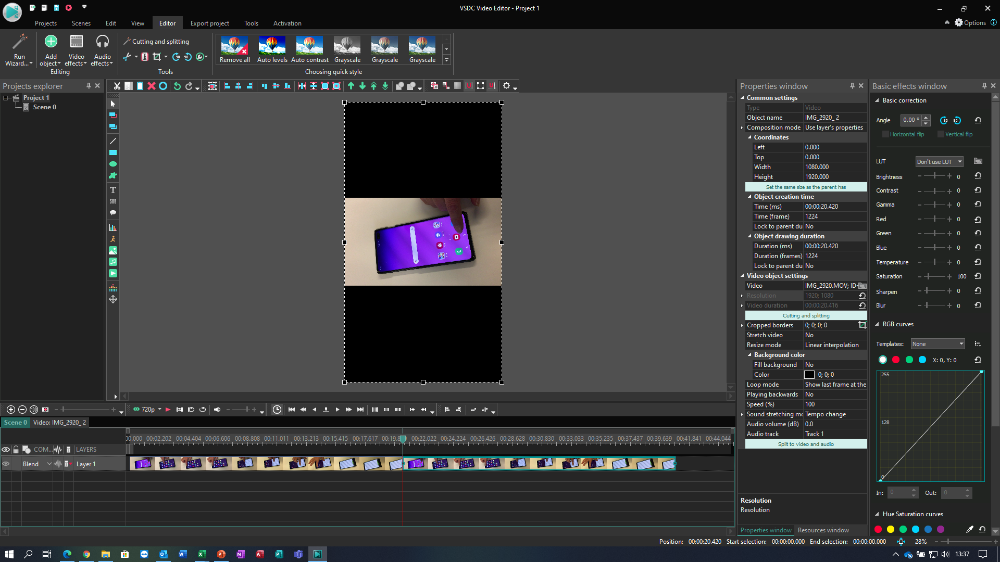 VSDC Video Editor - Project 1
Projects Scenes Edit View Editor Export project Tools Activation
Options
Run Wizard...
Add object
Video effects
Audio effects
Editing
Cutting and splitting
Tools
Remove all Auto levels Auto contrast Grayscale Grayscale Grayscale
Choosing quick style
Projects explorer
Project 1
Scene 0
Properties window
Common settings
Type Video
Object name IMG_2920_ 2
Composition mode Use layer's properties
Coordinates
Left 0.000
Top 0.000
Width 1080.000
Height 1920.000
Set the same size as the parent has
Object creation time
Time (ms) 00:00:20.420
Time (frame) 1224
Lock to parent du No
Object drawing duration
Duration (ms) 00:00:20.420
Duration (frames) 1224
Lock to parent du No
Video object settings
Video IMG_2920.MOV; ID=
Resolution 1920; 1080
Video duration 00:00:20.416
Cutting and splitting
Cropped borders 0; 0; 0; 0
Stretch video No
Resize mode Linear interpolation
Background color
Fill background No
Color 0; 0; 0
Loop mode Show last frame at the
Playing backwards No
Speed (%) 100
Sound stretching mo Tempo change
Audio volume (dB) 0.0
Audio track Track 1
Split to video and audio
Resolution
Resolution
Properties window Resources window
Basic effects window
Basic correction
Angle 0.00 ° 90 90
Horizontal flip Vertical flip
LUT Don't use LUT
Brightness 0
Contrast 0
Gamma 0
Red 0
Green 0
Blue 0
Temperature 0
Saturation 100
Sharpen 0
Blur 0
RGB curves
Templates: None
X: 0, Y: 0
255
128
0
In: 0 Out: 0
Hue Saturation curves
T
SUB
720p
Scene 0 Video: IMG_2920_ 2
00.000 00:02.202 00:04.404 00:06.606 00:08.808 00:11.011 00:13.213 00:15.415 00:17.617 00:19.8 00:22.022 00:24.224 00:26.426 00:28.628 00:30.830 00:33.033 00:35.235 00:37.437 00:39.639 00:41.841 00:44.044
COM... LAYERS
Blend Layer 1
Position: 00:00:20.420 Start selection: 00:00:00.000 End selection: 00:00:00.000 28%
13:37